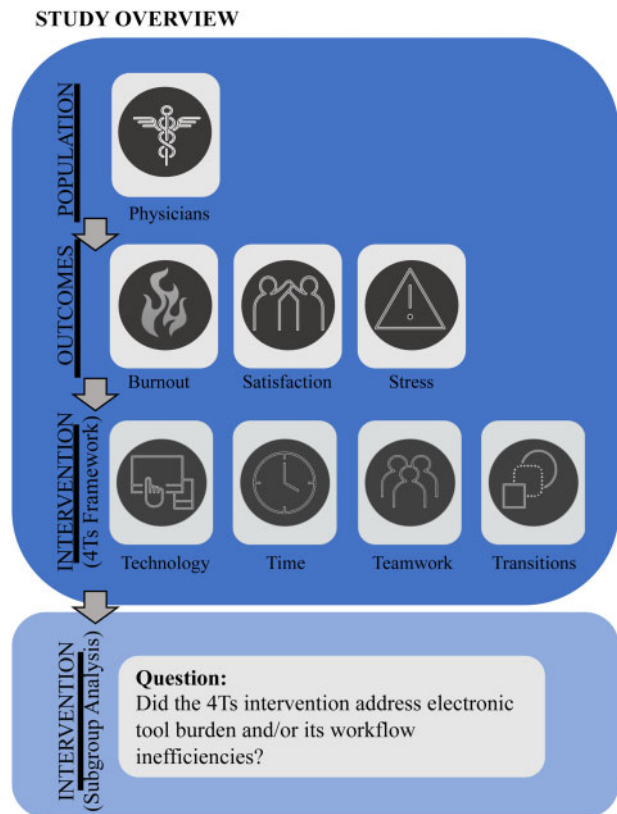 STUDY OVERVIEW
POPULATION
Physicians
OUTCOMES
Burnout
Satisfaction
Stress
INTERVENTION
(4Ts Framework)
Technology
Time
Teamwork
Transitions
INTERVENTION
(Subgroup Analysis)
Question:
Did the 4Ts intervention address electronic
tool burden and/or its workflow
inefficiencies?